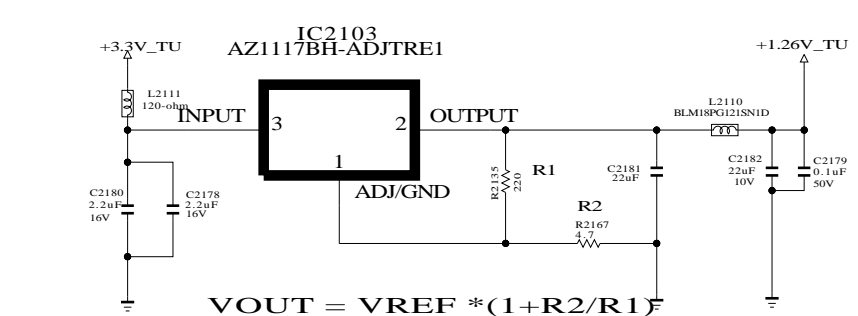 IC2103
AZ1117BH-ADJTRE1
+3.3V_TU
+1.26V_TU
L2111
120-ohm
INPUT
3
2
OUTPUT
L2110
BLM18PG121SN1D
1
ADJ/GND
R2135
220
R1
R2
R2167
4.7
C2181
22uF
C2182
22uF
10V
C2179
0.1uF
50V
C2180
2.2uF
16V
C2178
2.2uF
16V
VOUT = VREF *(1+R2/R1)